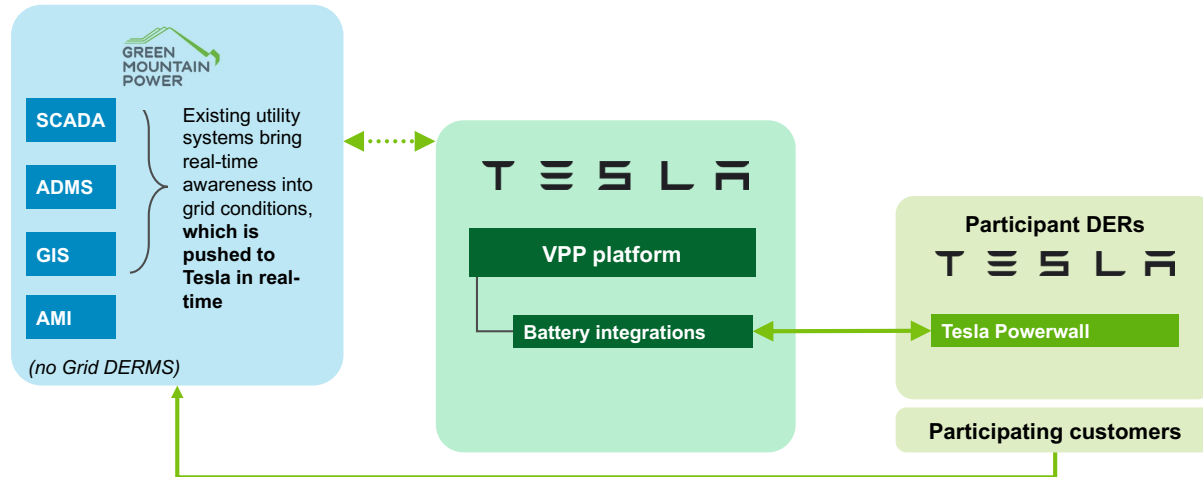 GREEN
MOUNTAIN
POWER
SCADA
ADMS
GIS
AMI
Existing utility
systems bring
real-time
awareness into
grid conditions,
which is
pushed to
Tesla in real-
time
(no Grid DERMS)
TESLA
VPP platform
Battery integrations
Participant DERs
TESLA
Tesla Powerwall
Participating customers